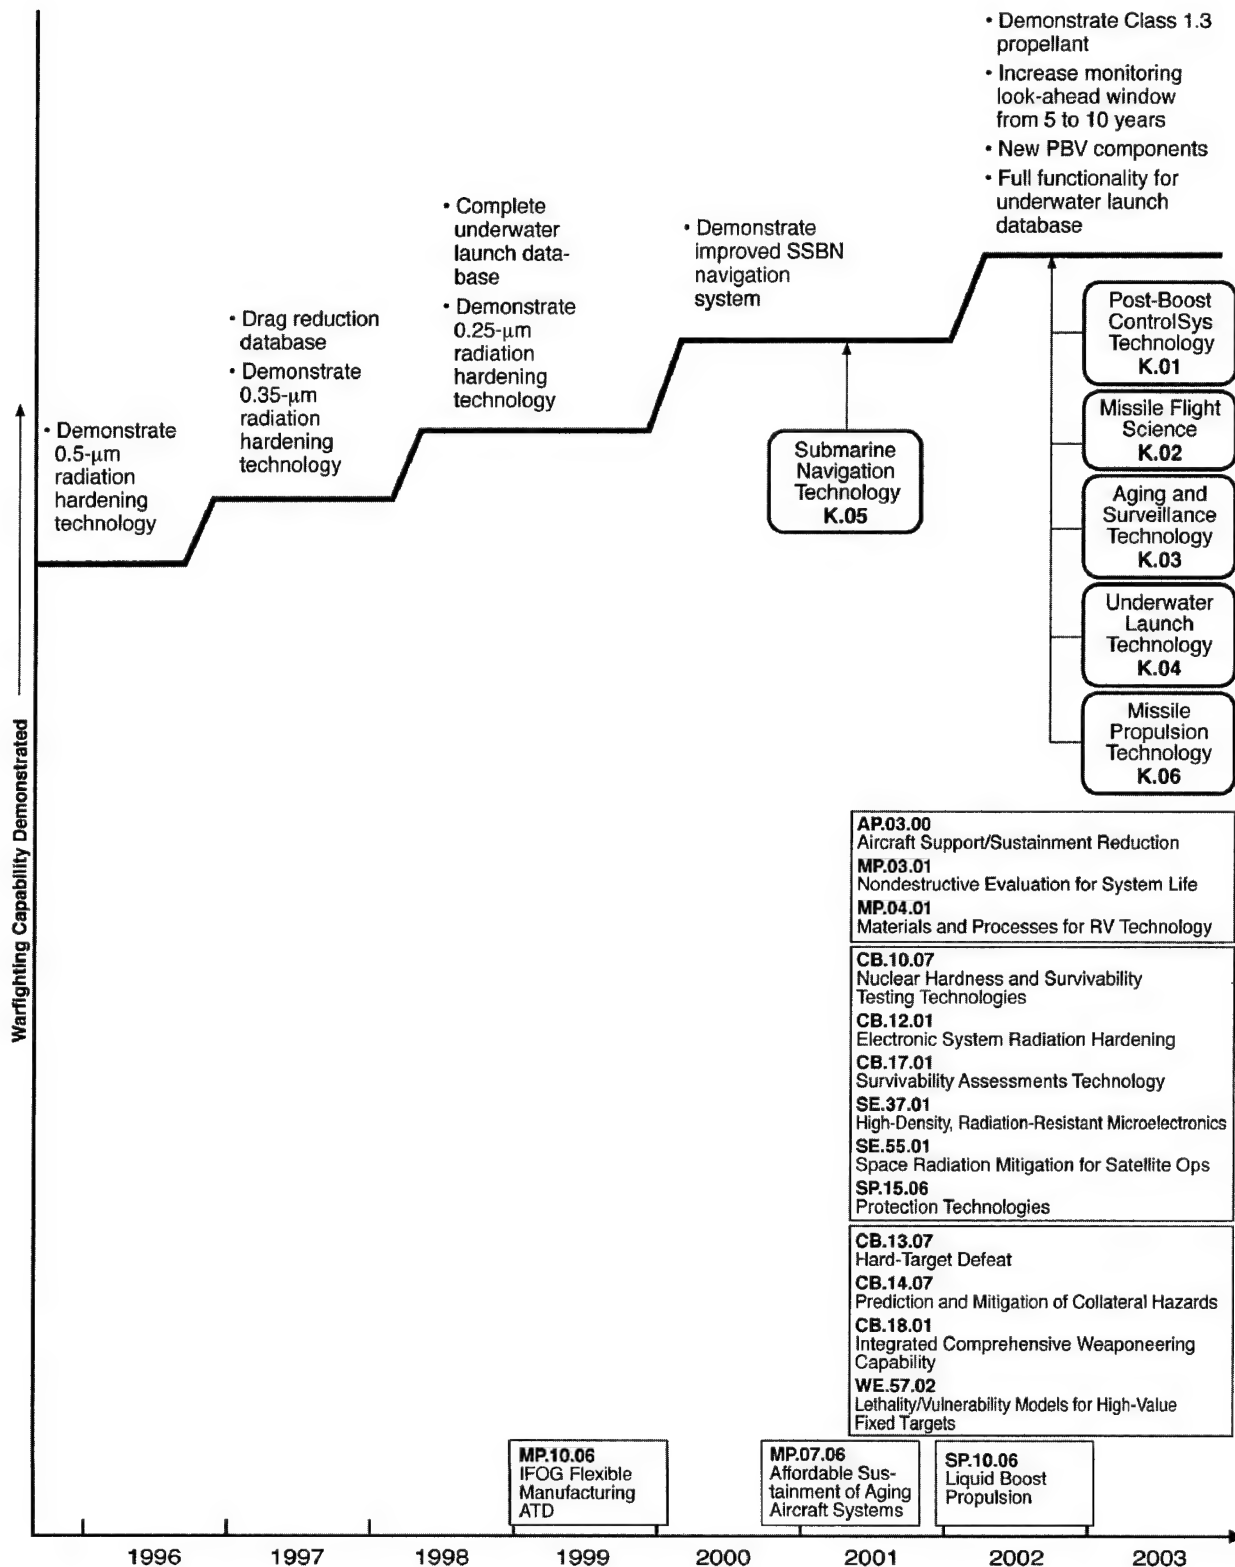 • Demonstrate Class 1.3
propellant
• Increase monitoring
look-ahead window
from 5 to 10 years
• New PBV components
• Full functionality for
underwater launch
database
• Complete
underwater
launch data-
base
• Demonstrate
0.25-μm
radiation
hardening
technology
• Demonstrate
improved SSBN
navigation
system
• Drag reduction
database
• Demonstrate
0.35-μm
radiation
hardening
technology
• Demonstrate
0.5-μm
radiation
hardening
technology
Submarine
Navigation
Technology
K.05
Post-Boost
ControlSys
Technology
K.01
Missile Flight
Science
K.02
Aging and
Surveillance
Technology
K.03
Underwater
Launch
Technology
K.04
Missile
Propulsion
Technology
K.06
Warfighting Capability Demonstrated
AP.03.00
Aircraft Support/Sustainment Reduction
MP.03.01
Nondestructive Evaluation for System Life
MP.04.01
Materials and Processes for RV Technology
CB.10.07
Nuclear Hardness and Survivability
Testing Technologies
CB.12.01
Electronic System Radiation Hardening
CB.17.01
Survivability Assessments Technology
SE.37.01
High-Density, Radiation-Resistant Microelectronics
SE.55.01
Space Radiation Mitigation for Satellite Ops
SP.15.06
Protection Technologies
CB.13.07
Hard-Target Defeat
CB.14.07
Prediction and Mitigation of Collateral Hazards
CB.18.01
Integrated Comprehensive Weaponeering
Capability
WE.57.02
Lethality/Vulnerability Models for High-Value
Fixed Targets
MP.10.06
IFOG Flexible
Manufacturing
ATD
MP.07.06
Affordable Sus-
tainment of Aging
Aircraft Systems
SP.10.06
Liquid Boost
Propulsion
1996 1997 1998 1999 2000 2001 2002 2003